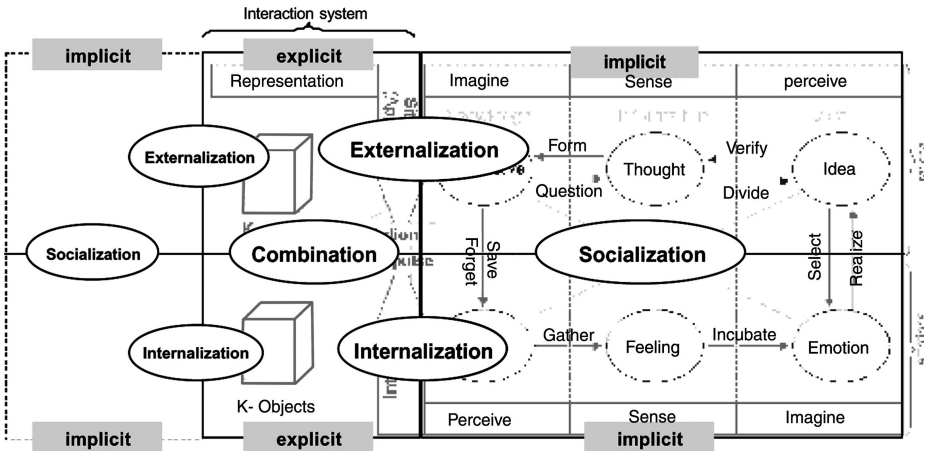 Interaction system
implicit
explicit
implicit
Representation
Imagine
Sense
perceive
Externalization
Externalization
Form
Question
Thought
Verify
Divide
Idea
Socialization
Combination
Socialization
Forget
Save
Select
Realize
Internalization
Internalization
Gather
Feeling
Incubate
Emotion
K- Objects
Perceive
Sense
Imagine
implicit
explicit
implicit